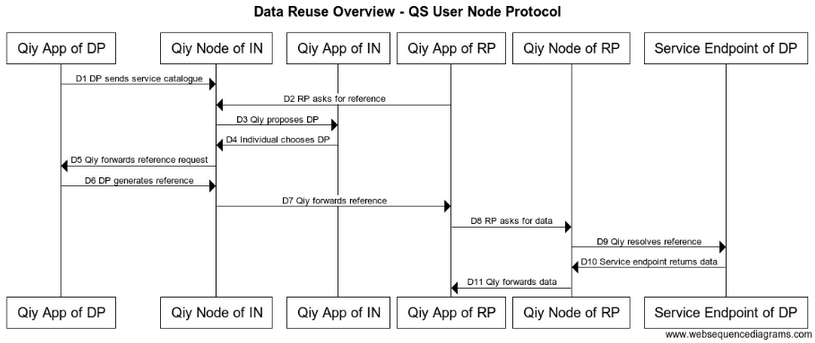 Data Reuse Overview - QS User Node Protocol
Qiy App of DP
Qiy Node of IN
Qiy App of IN
Qiy App of RP
Qiy Node of RP
Service Endpoint of DP
D1 DP sends service catalogue
D2 RP asks for reference
D3 Qiy proposes DP
D4 Individual chooses DP
D5 Qiy forwards reference request
D6 DP generates reference
D7 Qiy forwards reference
D8 RP asks for data
D9 Qiy resolves reference
D10 Service endpoint returns data
D11 Qiy forwards data
Qiy App of DP
Qiy Node of IN
Qiy App of IN
Qiy App of RP
Qiy Node of RP
Service Endpoint of DP
www.websequencediagrams.com